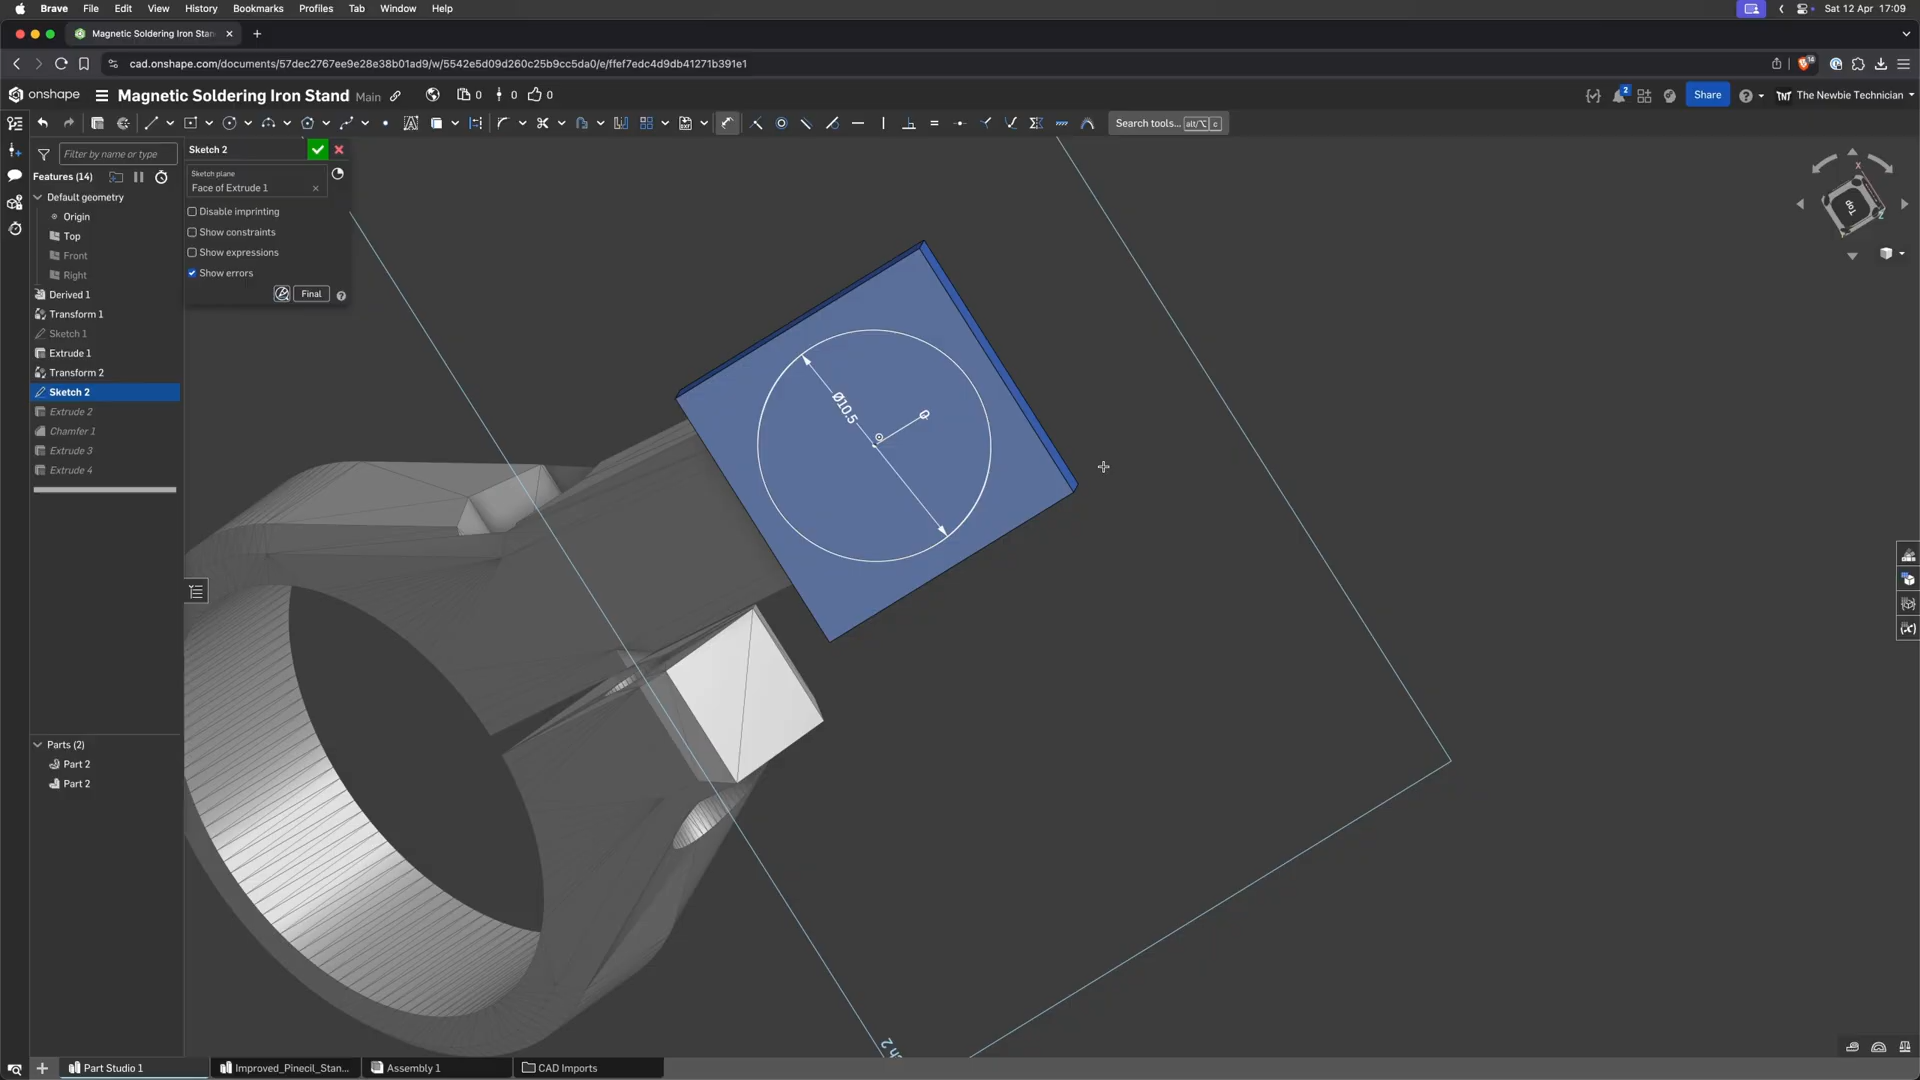 Brave File Edit View History Bookmarks Profiles Tab Window Help
Sat 12 Apr 17:09
Magnetic Soldering Iron Stan
cad.onshape.com/documents/57dec2767ee9e28e38b01ad9/w/5542e5d09d260c25b9cc5da0/e/ffef7edc4d9db41271b391e1
14
onshape Magnetic Soldering Iron Stand Main 0 0 0
2 Share The Newbie Technician
Search tools... alt/⌥ c
Filter by name or type
Features (14)
Default geometry
Origin
Top
Front
Right
Derived 1
Transform 1
Sketch 1
Extrude 1
Transform 2
Sketch 2
Extrude 2
Chamfer 1
Extrude 3
Extrude 4
Parts (2)
Part 2
Part 2
Sketch 2
Sketch plane
Face of Extrude 1
Disable imprinting
Show constraints
Show expressions
Show errors
Final
Ø10.5
0
Top
X
Z
Part Studio 1 Improved_Pinecil_Stan... Assembly 1 CAD Imports